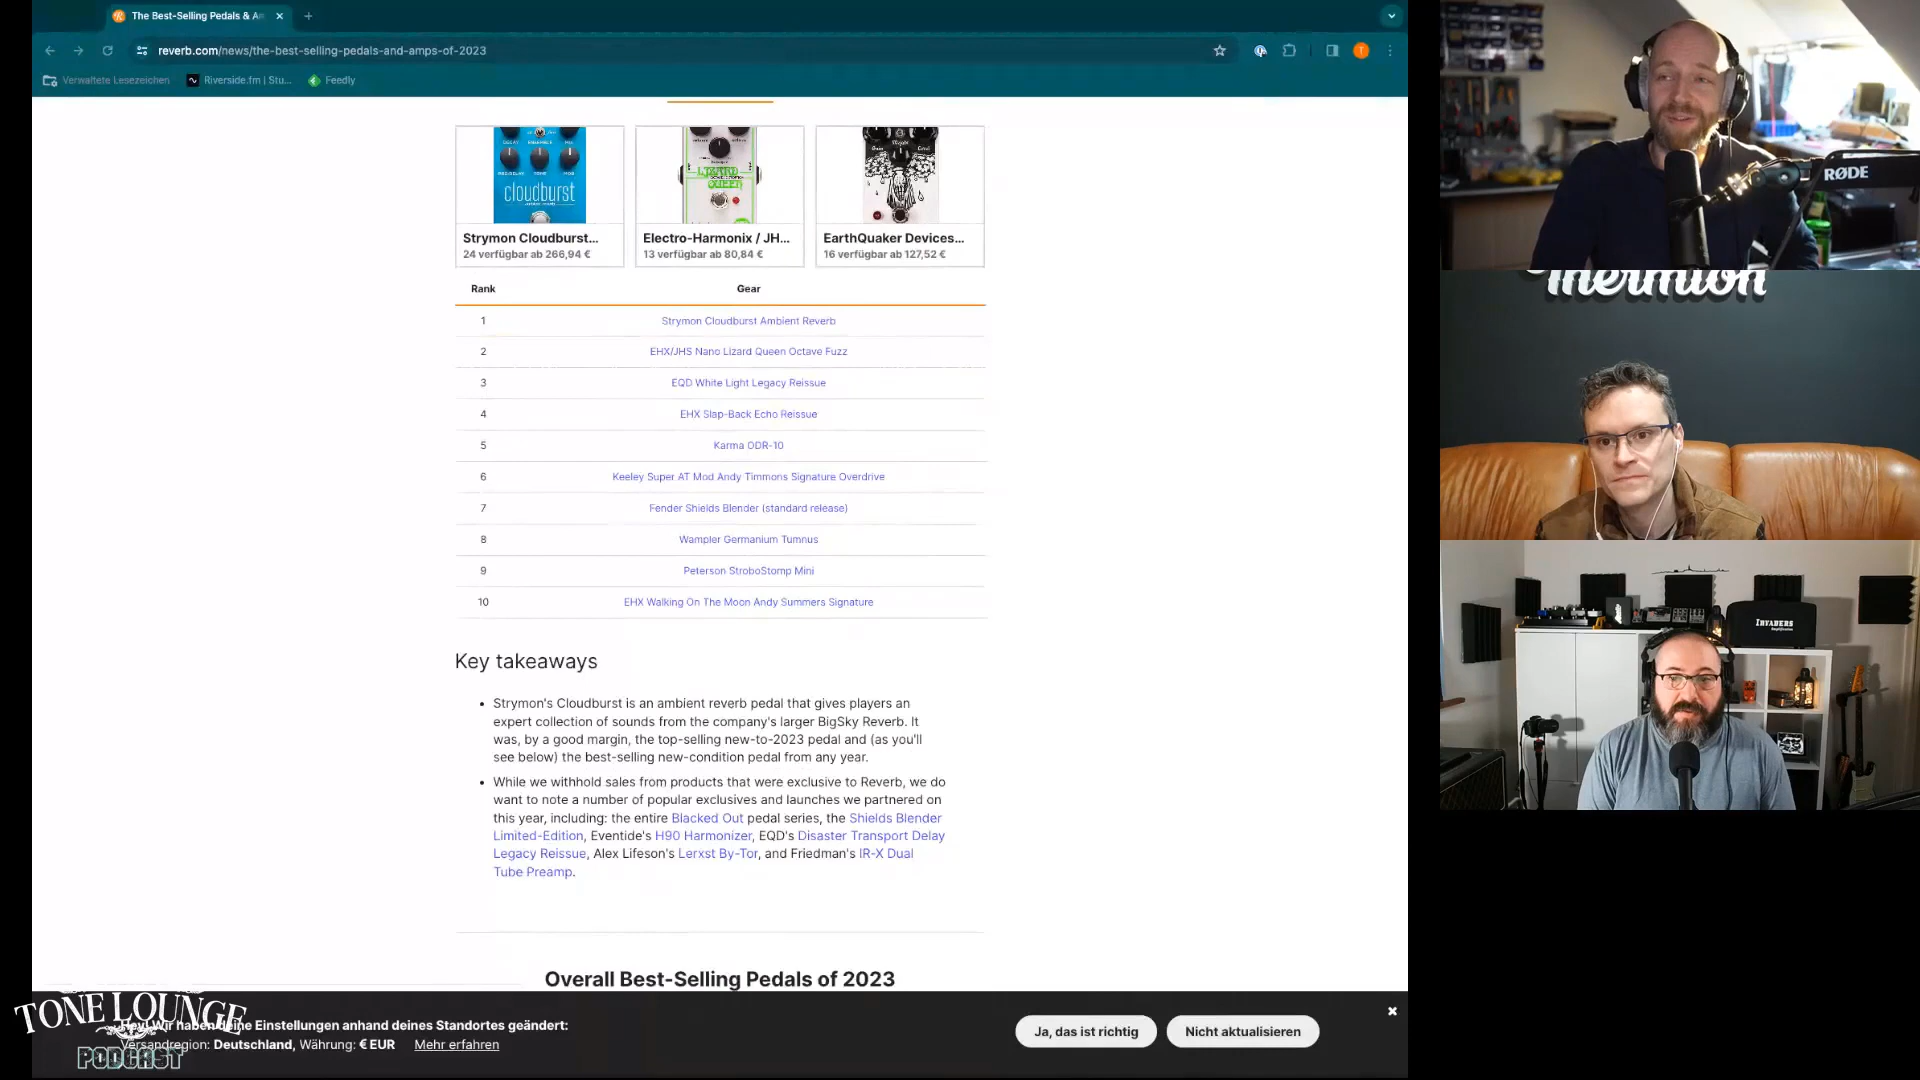 The Best-Selling Pedals & A
reverb.com/news/the-best-selling-pedals-and-amps-of-2023
Verwaltete Lesezeichen
Riverside.fm | Stu...
Feedly
RØDE
Thermion
cloudburst
LIZARD
QUEEN
Strymon Cloudburst...
24 verfügbar ab 266,94 €
Electro-Harmonix / JH...
13 verfügbar ab 80,84 €
EarthQuaker Devices...
16 verfügbar ab 127,52 €
Rank Gear
1 Strymon Cloudburst Ambient Reverb
2 EHX/JHS Nano Lizard Queen Octave Fuzz
3 EQD White Light Legacy Reissue
4 EHX Slap-Back Echo Reissue
5 Karma ODR-10
6 Keeley Super AT Mod Andy Timmons Signature Overdrive
7 Fender Shields Blender (standard release)
8 Wampler Germanium Tumnus
9 Peterson StroboStomp Mini
10 EHX Walking On The Moon Andy Summers Signature
INVADERS
Key takeaways
Strymon's Cloudburst is an ambient reverb pedal that gives players an
expert collection of sounds from the company's larger BigSky Reverb. It
was, by a good margin, the top-selling new-to-2023 pedal and (as you'll
see below) the best-selling new-condition pedal from any year.
While we withhold sales from products that were exclusive to Reverb, we do
want to note a number of popular exclusives and launches we partnered on
this year, including: the entire Blacked Out pedal series, the Shields Blender
Limited-Edition, Eventide's H90 Harmonizer, EQD's Disaster Transport Delay
Legacy Reissue, Alex Lifeson's Lerxst By-Tor, and Friedman's IR-X Dual
Tube Preamp.
Overall Best-Selling Pedals of 2023
TONE LOUNGE
PODCAST
Hey! Wir haben deine Einstellungen anhand deines Standortes geändert:
Versandregion: Deutschland, Währung: € EUR Mehr erfahren
Ja, das ist richtig
Nicht aktualisieren